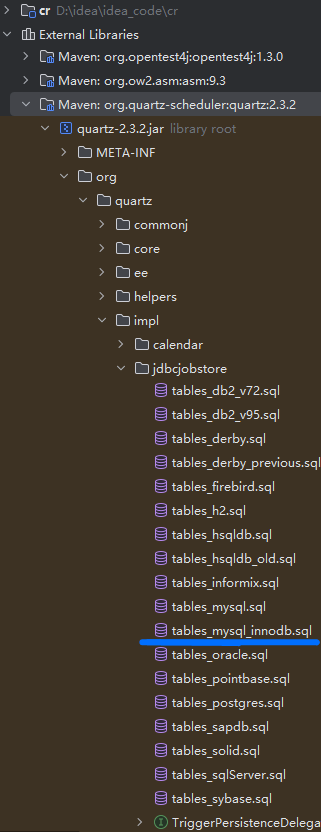 cr D:\idea\idea_code\cr
External Libraries
Maven: org.opentest4j:opentest4j:1.3.0
Maven: org.ow2.asm:asm:9.3
Maven: org.quartz-scheduler:quartz:2.3.2
quartz-2.3.2.jar library root
META-INF
org
quartz
commonj
core
ee
helpers
impl
calendar
jdbcjobstore
tables_db2_v72.sql
tables_db2_v95.sql
tables_derby.sql
tables_derby_previous.sql
tables_firebird.sql
tables_h2.sql
tables_hsqldb.sql
tables_hsqldb_old.sql
tables_informix.sql
tables_mysql.sql
tables_mysql_innodb.sql
tables_oracle.sql
tables_pointbase.sql
tables_postgres.sql
tables_sapdb.sql
tables_solid.sql
tables_sqlServer.sql
tables_sybase.sql
TriggerPersistenceDelega